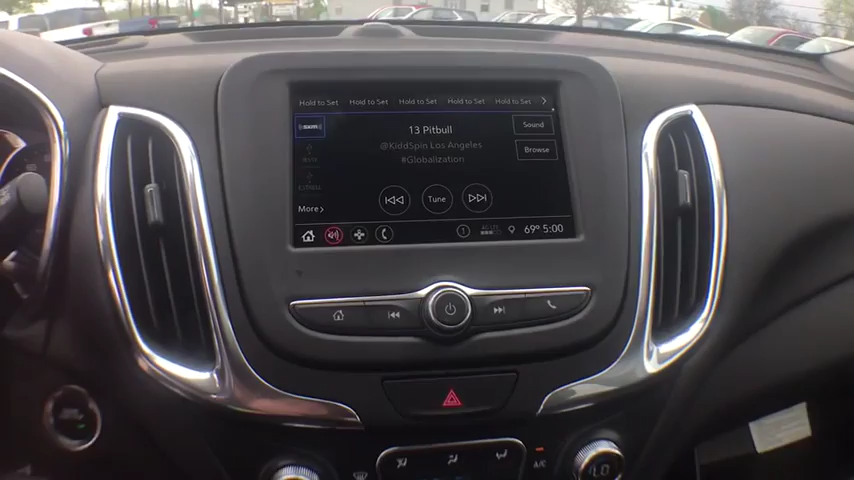 Hold to Set Hold to Set Hold to Set Hold to Set Hold to Set
13 Pitbull
@KiddSpin Los Angeles
#Globalization
Sound
Browse
Tune
More
69° 5:00
A/C